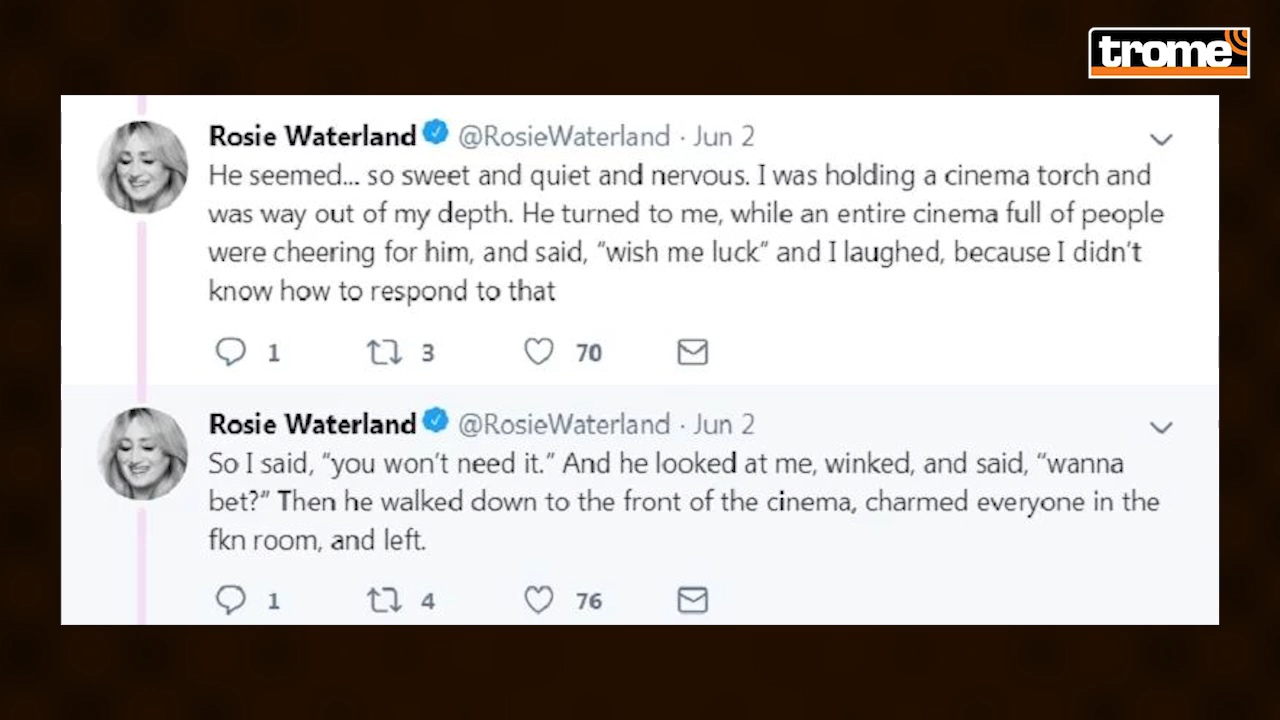 trome
Rosie Waterland @RosieWaterland · Jun 2
He seemed... so sweet and quiet and nervous. I was holding a cinema torch and
was way out of my depth. He turned to me, while an entire cinema full of people
were cheering for him, and said, “wish me luck” and I laughed, because I didn’t
know how to respond to that
1 3 70
Rosie Waterland @RosieWaterland · Jun 2
So I said, “you won’t need it.” And he looked at me, winked, and said, “wanna
bet?” Then he walked down to the front of the cinema, charmed everyone in the
fkn room, and left.
1 4 76